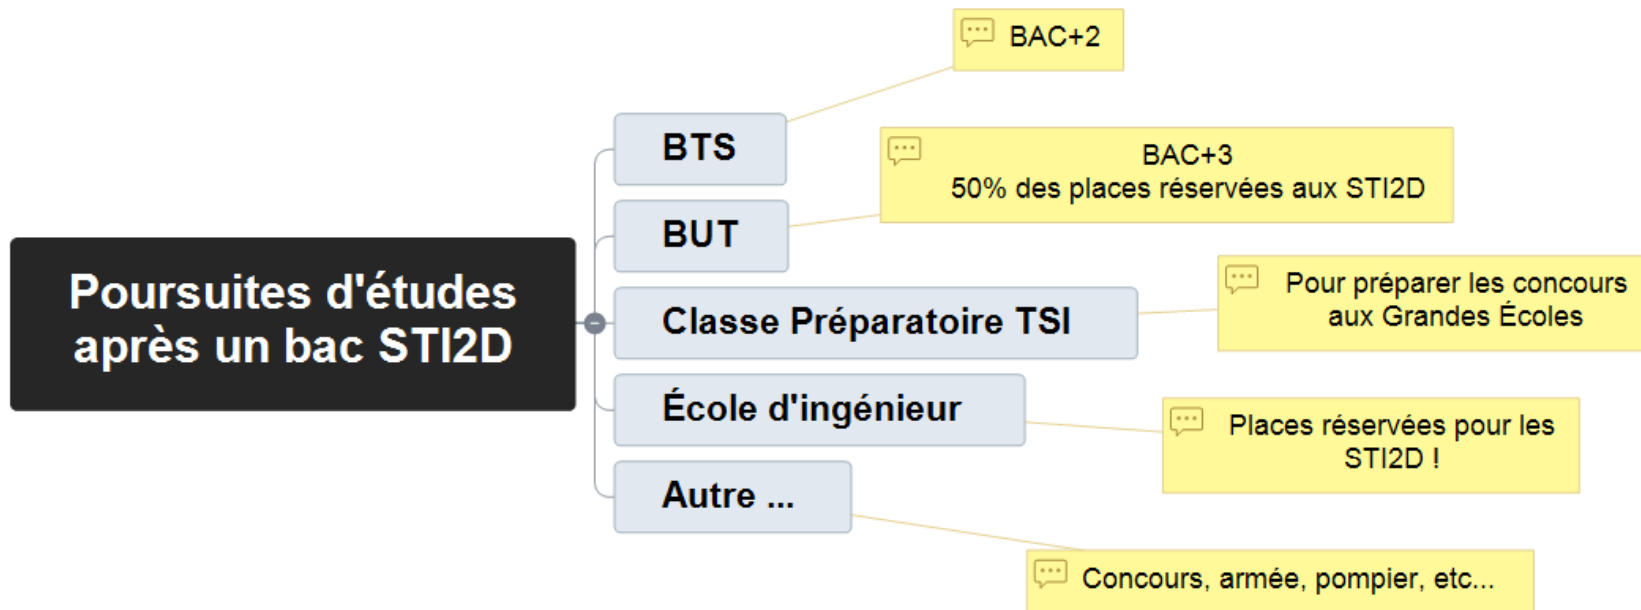 Poursuites d'études
après un bac STI2D
BTS
BAC+2
BUT
BAC+3
50% des places réservées aux STI2D
Classe Préparatoire TSI
Pour préparer les concours
aux Grandes Écoles
École d'ingénieur
Places réservées pour les
STI2D !
Autre ...
Concours, armée, pompier, etc...